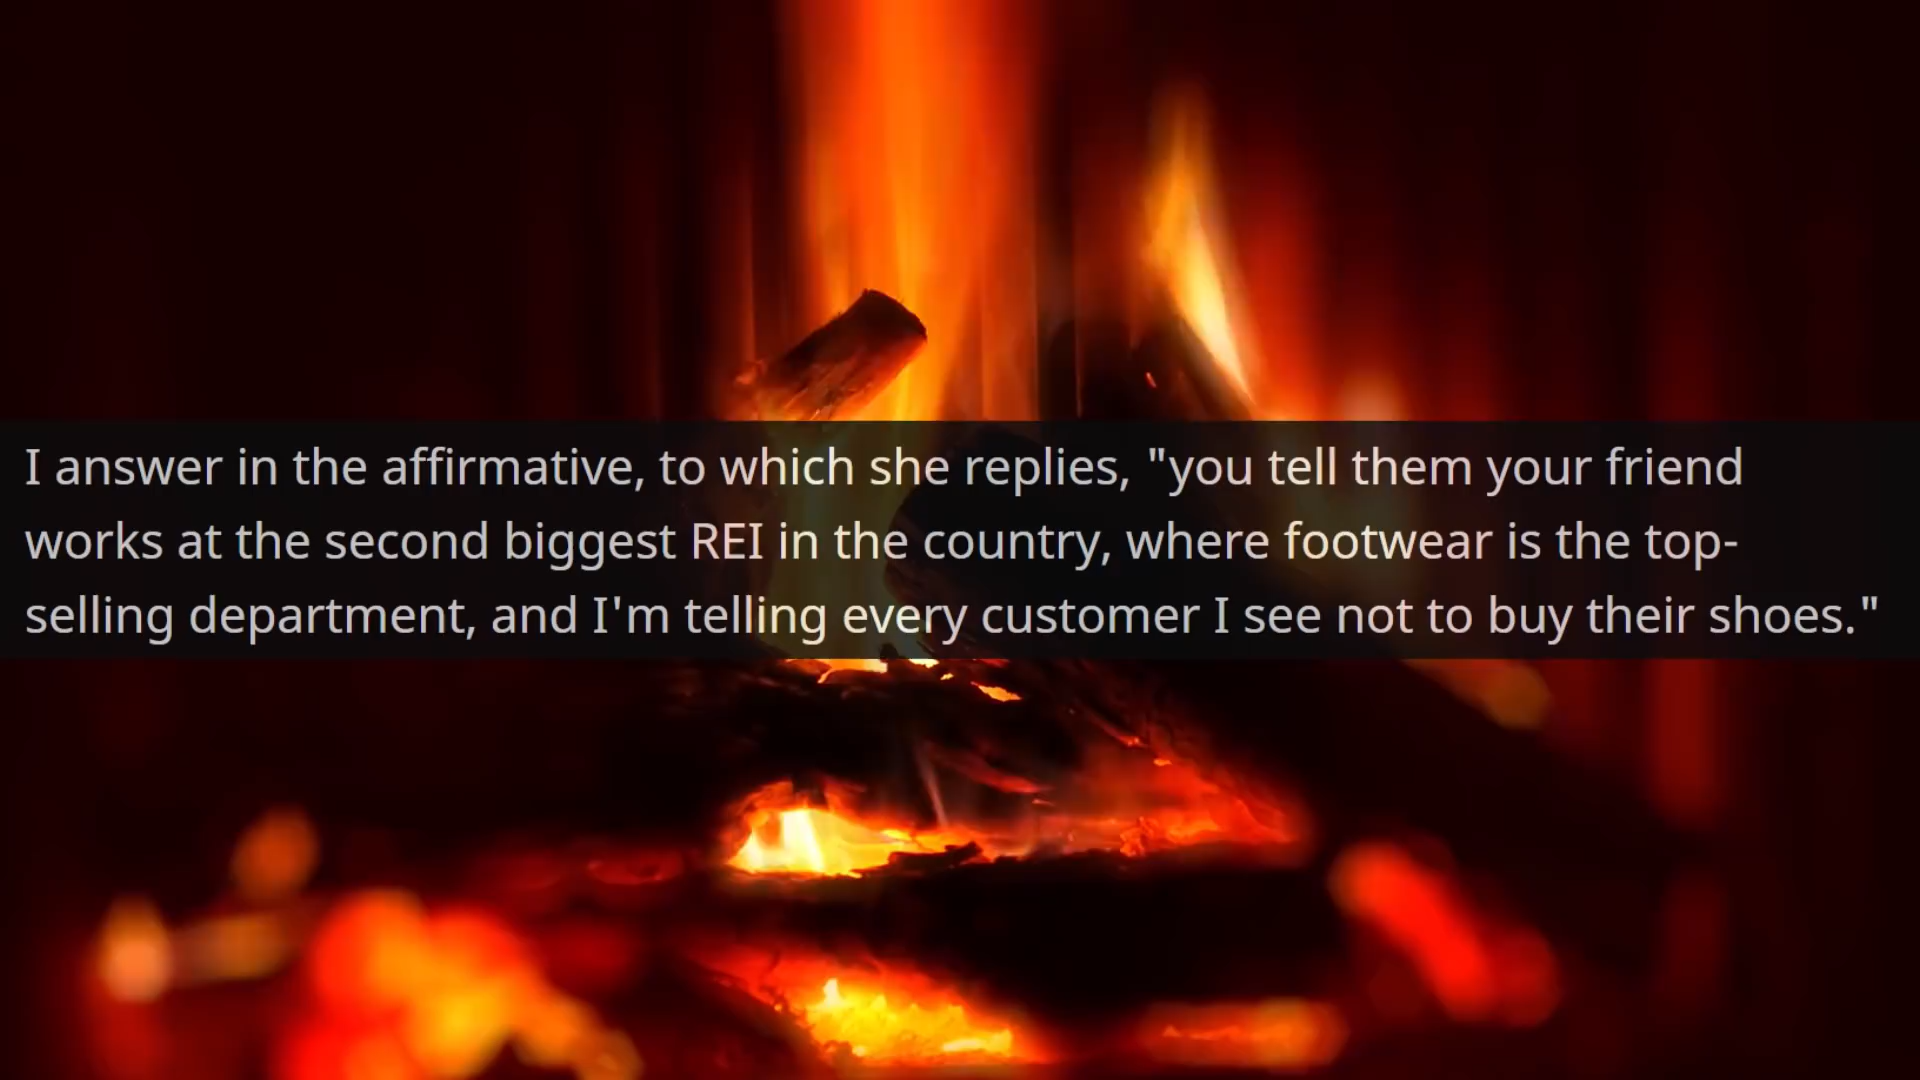 I answer in the affirmative, to which she replies, "you tell them your friend
works at the second biggest REI in the country, where footwear is the top-
selling department, and I'm telling every customer I see not to buy their shoes."